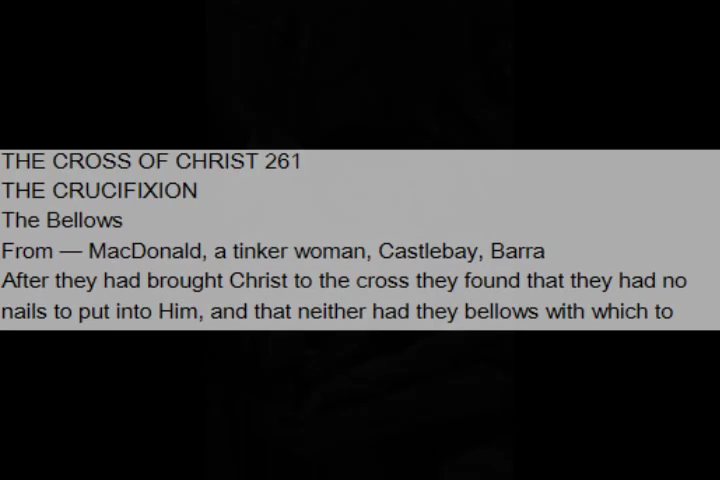 THE CROSS OF CHRIST 261
THE CRUCIFIXION
The Bellows
From — MacDonald, a tinker woman, Castlebay, Barra
After they had brought Christ to the cross they found that they had no
nails to put into Him, and that neither had they bellows with which to